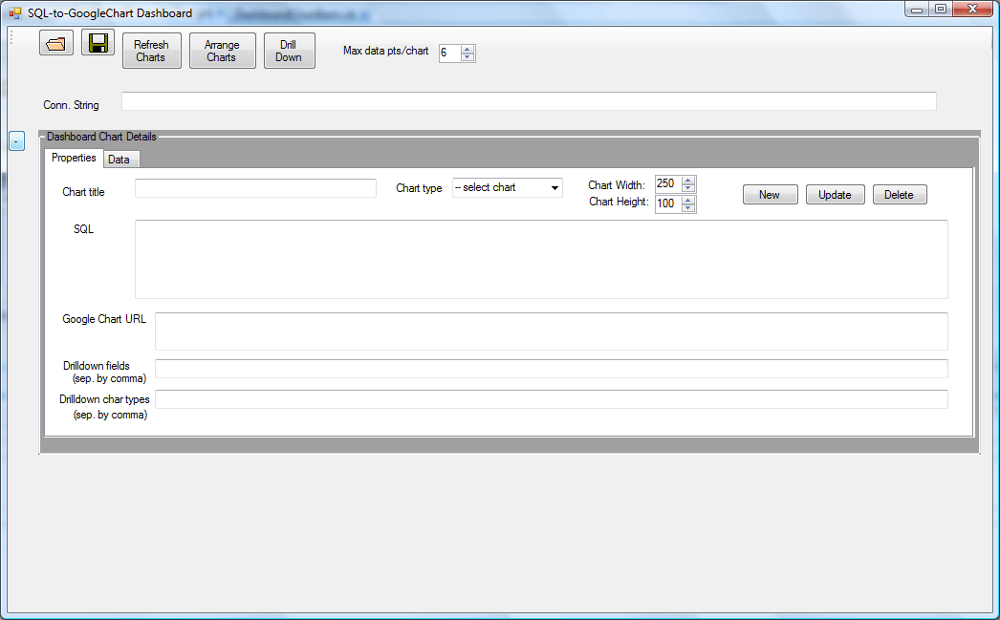 SQL-to-GoogleChart Dashboard
Refresh Charts
Arrange Charts
Drill Down
Max data pts/chart 6
Conn. String
-
Dashboard Chart Details
Properties Data
Chart title
Chart type -- select chart
Chart Width: 250
Chart Height: 100
New Update Delete
SQL
Google Chart URL
Drilldown fields
(sep. by comma)
Drilldown char types
(sep. by comma)